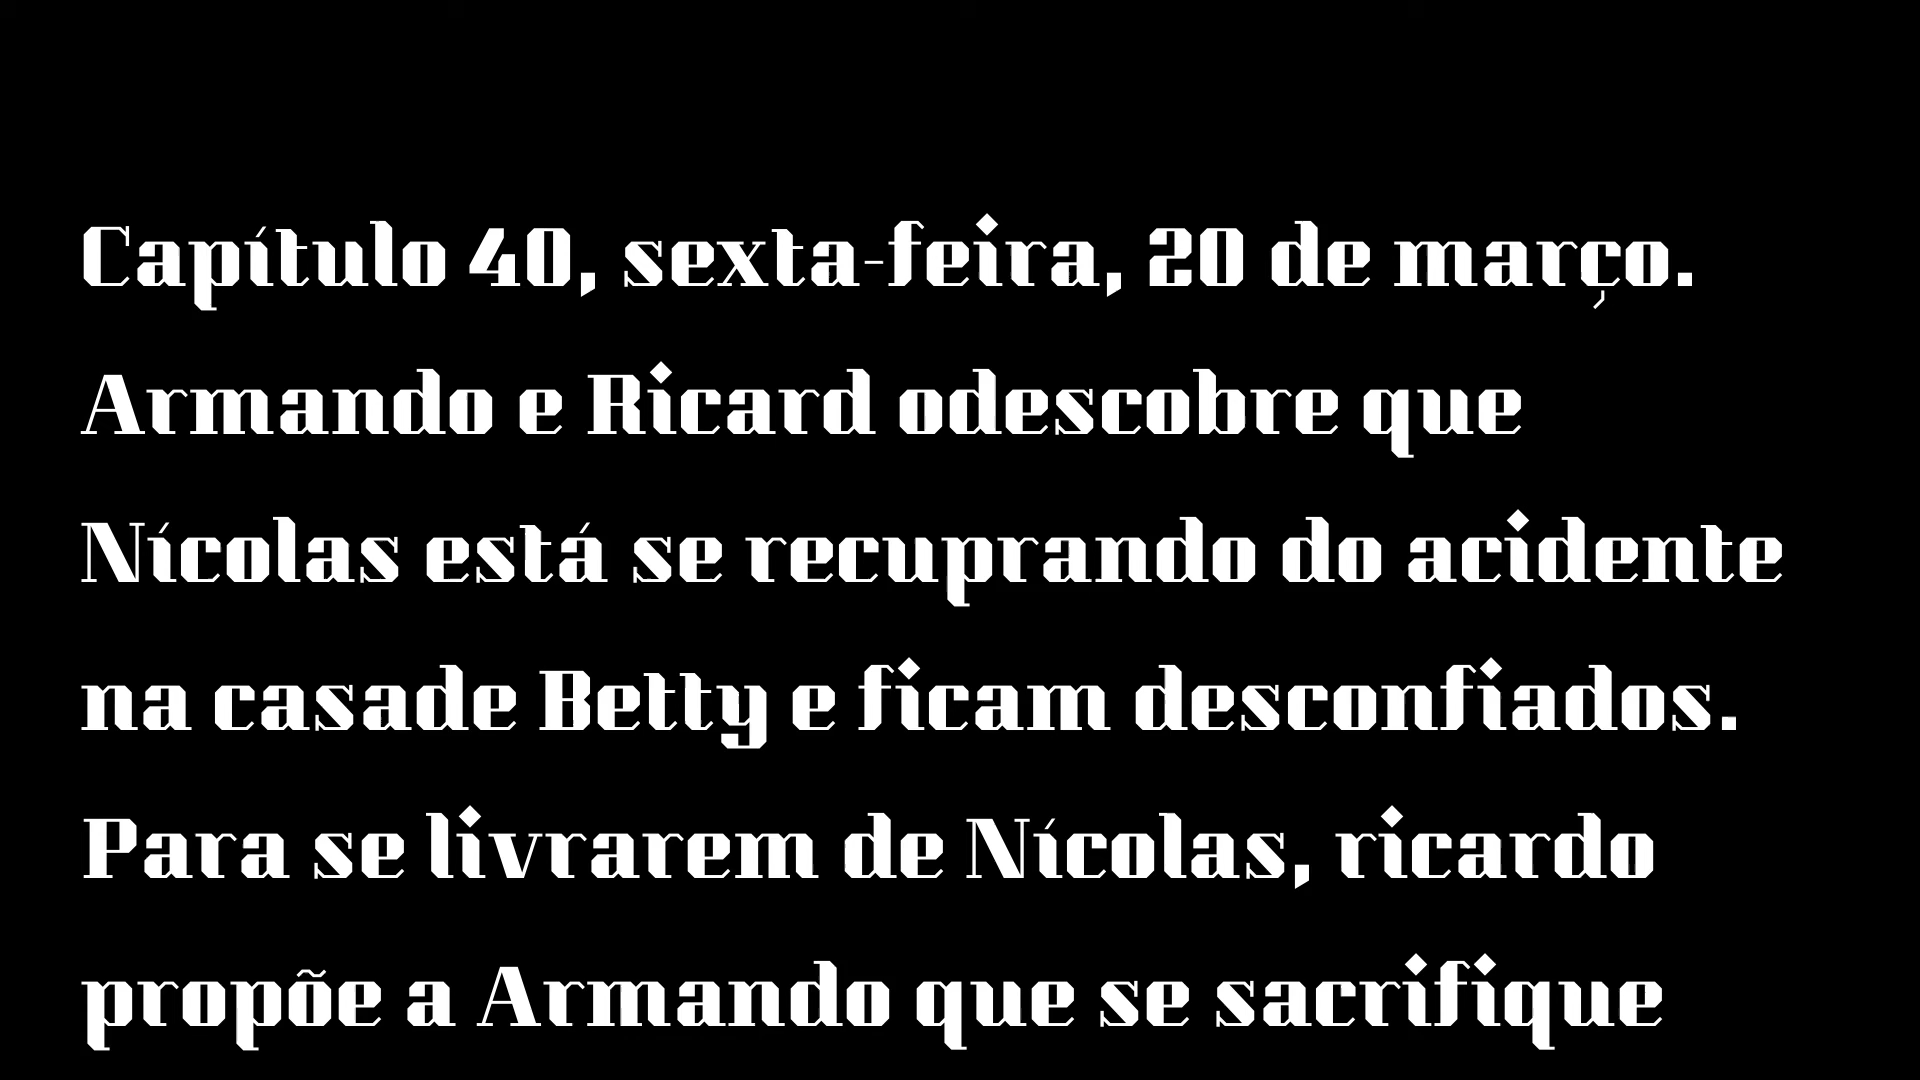 Capítulo 40, sexta-feira, 20 de março.
Armando e Ricard odescobre que
Nícolas está se recuprando do acidente
na casade Betty e ficam desconfiados.
Para se livrarem de Nícolas, ricardo
propõe a Armando que se sacrifique